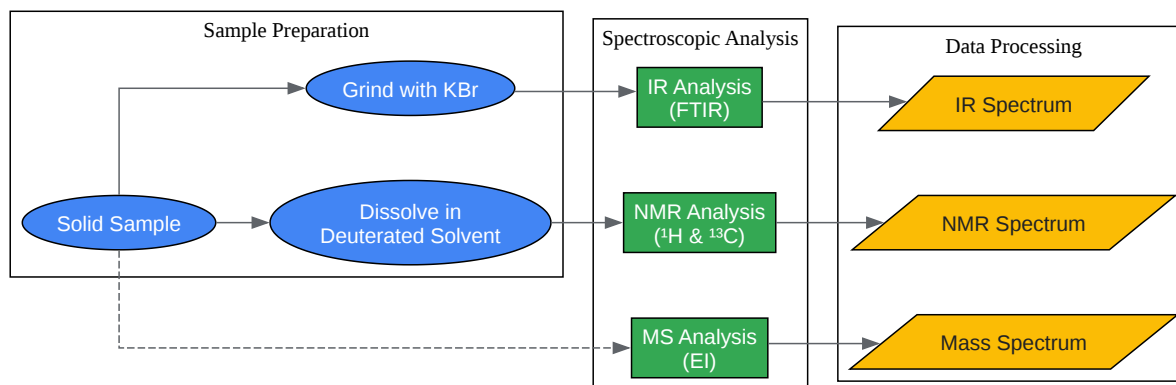 Sample Preparation
Spectroscopic Analysis
Data Processing
Grind with KBr
IR Analysis
(FTIR)
IR Spectrum
Solid Sample
Dissolve in
Deuterated Solvent
NMR Analysis
(¹H & ¹³C)
NMR Spectrum
MS Analysis
(EI)
Mass Spectrum